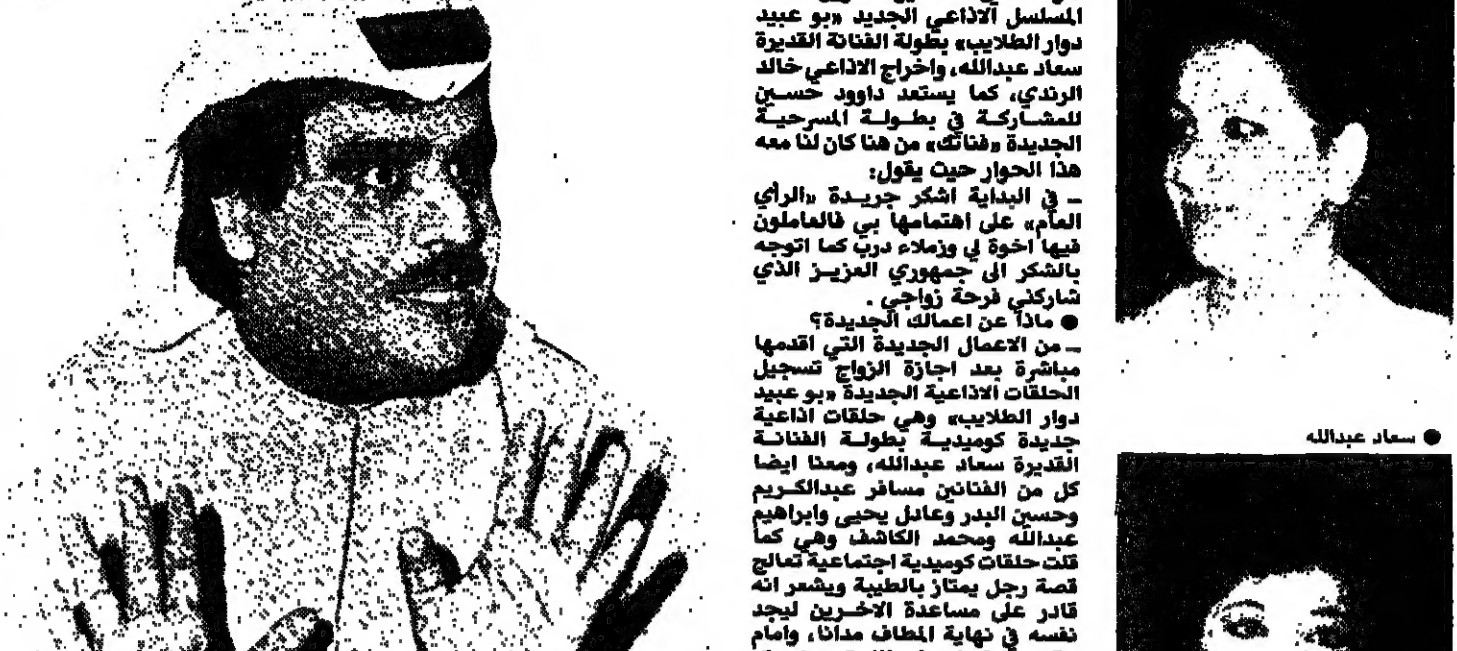 المسلسل الاذاعي الجديد «بو عبيد
دوار الطلايب» بطولة الفنانة القديرة
سعاد عبدالله، واخراج الاذاعي خالد
الرندي، كما يستعد داوود حسين
للمشاركة في بطولة المسرحية
الجديدة «فنانك» من هنا كان لنا معه
هذا الحوار حيث يقول:
ـ في البداية اشكر جريدة «الرأي
العام» على اهتمامها بي فالعاملون
فيها اخوة لي وزملاء درب كما اتوجه
بالشكر الى جمهوري العزيز الذي
شاركني فرحة زواجي .
● ماذا عن اعمالك الجديدة؟
ـ من الاعمال الجديدة التي اقدمها
مباشرة بعد اجازة الزواج تسجيل
الحلقات الاذاعية الجديدة «بو عبيد
دوار الطلايب» وهي حلقات اذاعية
جديدة كوميدية بطولة الفنانة
القديرة سعاد عبدالله، ومعنا ايضا
كل من الفنانين مسافر عبدالكريم
وحسين البدر وعادل يحيى وابراهيم
عبدالله ومحمد الكاشف وهي كما
قلت حلقات كوميدية اجتماعية تعالج
قصة رجل يمتاز بالطيبة ويشعر انه
قادر على مساعدة الاخرين ليجد
نفسه في نهاية المطاف مدانا، وامام
● سعاد عبدالله